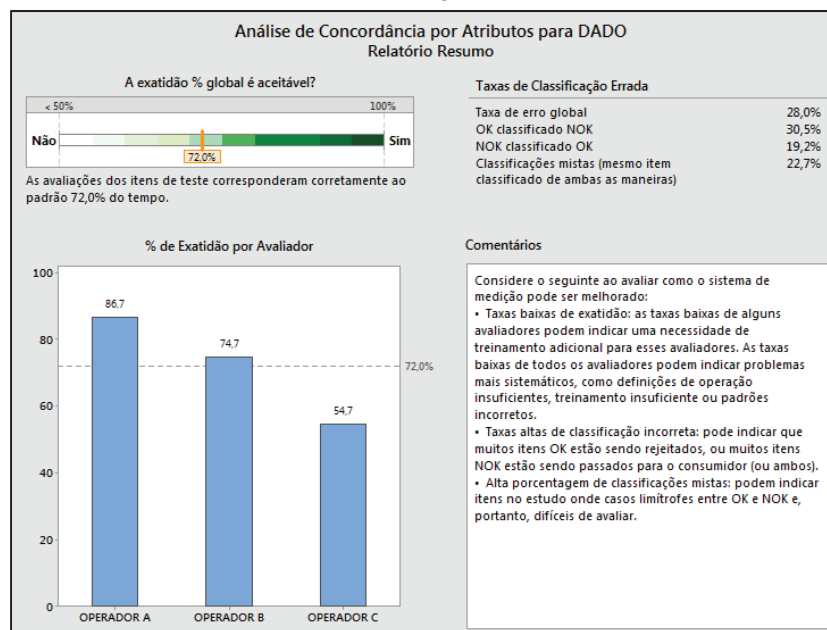 Análise de Concordância por Atributos para DADO
Relatório Resumo
A exatidão % global é aceitável?
< 50%
100%
Não
Sim
72,0%
As avaliações dos itens de teste corresponderam corretamente ao
padrão 72,0% do tempo.
Taxas de Classificação Errada
Taxa de erro global 28,0%
OK classificado NOK 30,5%
NOK classificado OK 19,2%
Classificações mistas (mesmo item 22,7%
classificado de ambas as maneiras)
% de Exatidão por Avaliador
100
80
60
40
20
0
86,7
74,7
54,7
72,0%
OPERADOR A
OPERADOR B
OPERADOR C
Comentários
Considere o seguinte ao avaliar como o sistema de
medição pode ser melhorado:
• Taxas baixas de exatidão: as taxas baixas de alguns
avaliadores podem indicar uma necessidade de
treinamento adicional para esses avaliadores. As taxas
baixas de todos os avaliadores podem indicar problemas
mais sistemáticos, como definições de operação
insuficientes, treinamento insuficiente ou padrões
incorretos.
• Taxas altas de classificação incorreta: pode indicar que
muitos itens OK estão sendo rejeitados, ou muitos itens
NOK estão sendo passados para o consumidor (ou ambos).
• Alta porcentagem de classificações mistas: podem indicar
itens no estudo onde casos limítrofes entre OK e NOK e,
portanto, difíceis de avaliar.